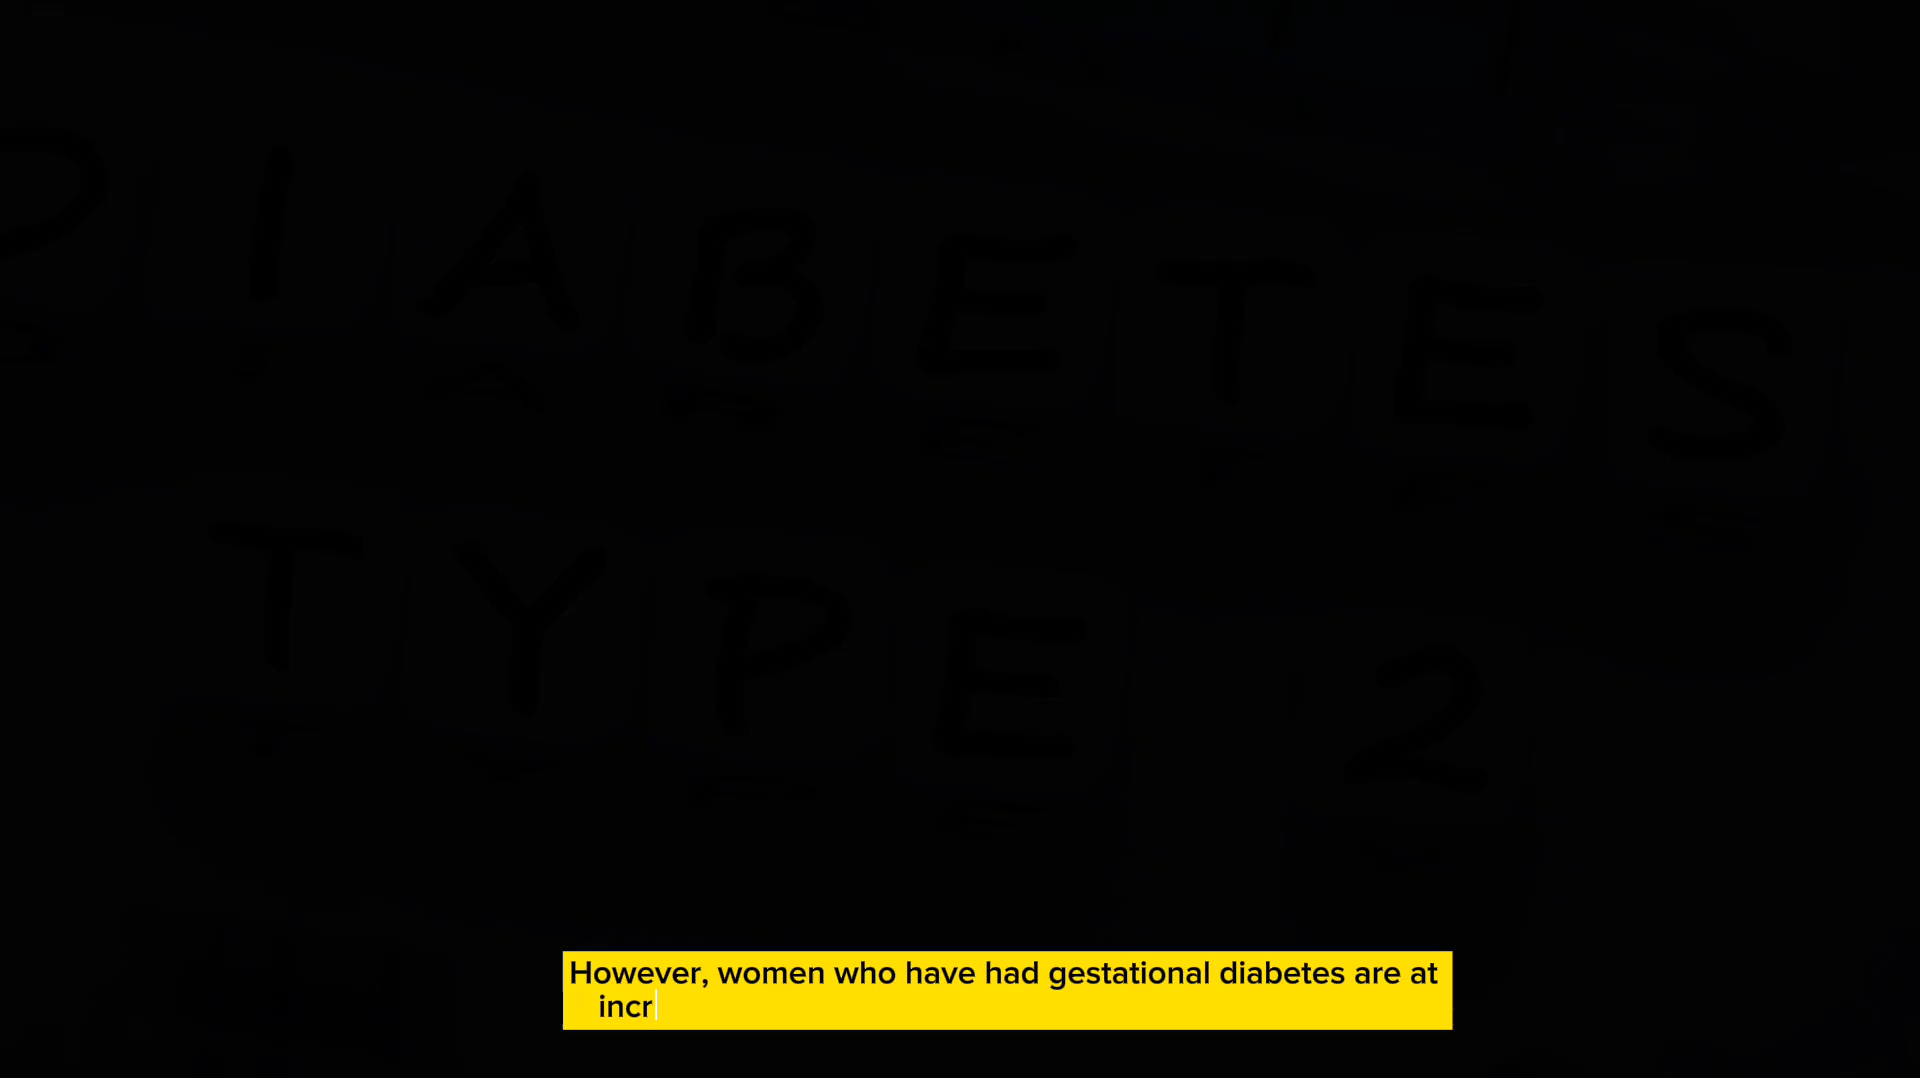 DIABETES
TYPE 2
However, women who have had gestational diabetes are at
incr